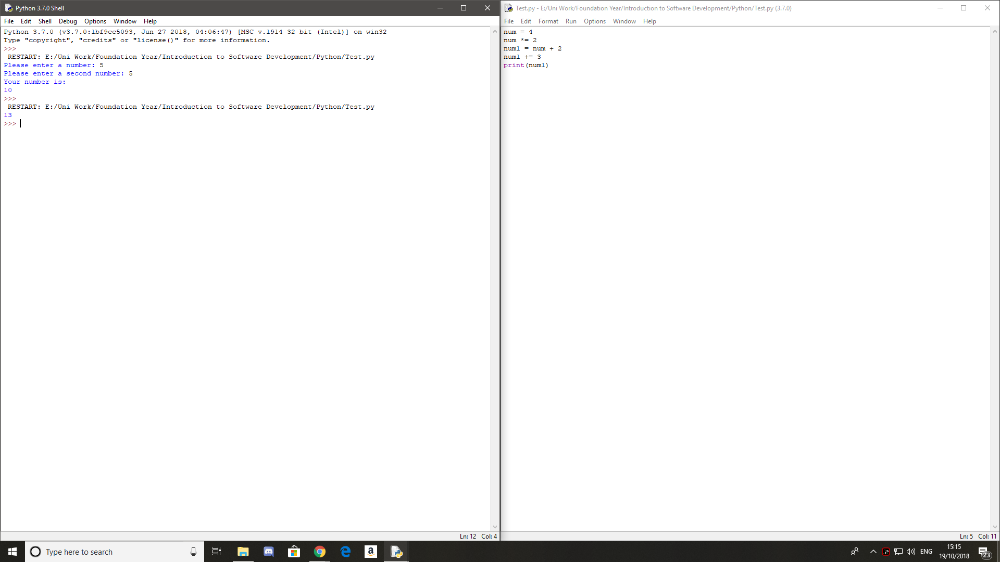 Python 3.7.0 Shell
File Edit Shell Debug Options Window Help
Python 3.7.0 (v3.7.0:1bf9cc5093, Jun 27 2018, 04:06:47) [MSC v.1914 32 bit (Intel)] on win32
Type "copyright", "credits" or "license()" for more information.
>>>
RESTART: E:/Uni Work/Foundation Year/Introduction to Software Development/Python/Test.py
Please enter a number: 5
Please enter a second number: 5
Your number is:
10
>>>
RESTART: E:/Uni Work/Foundation Year/Introduction to Software Development/Python/Test.py
13
>>>
Ln: 12 Col: 4
Test.py - E:/Uni Work/Foundation Year/Introduction to Software Development/Python/Test.py (3.7.0)
File Edit Format Run Options Window Help
num = 4
num *= 2
num1 = num + 2
num1 += 3
print(num1)
Ln: 5 Col: 11
Type here to search
a
ENG
15:15
19/10/2018
23